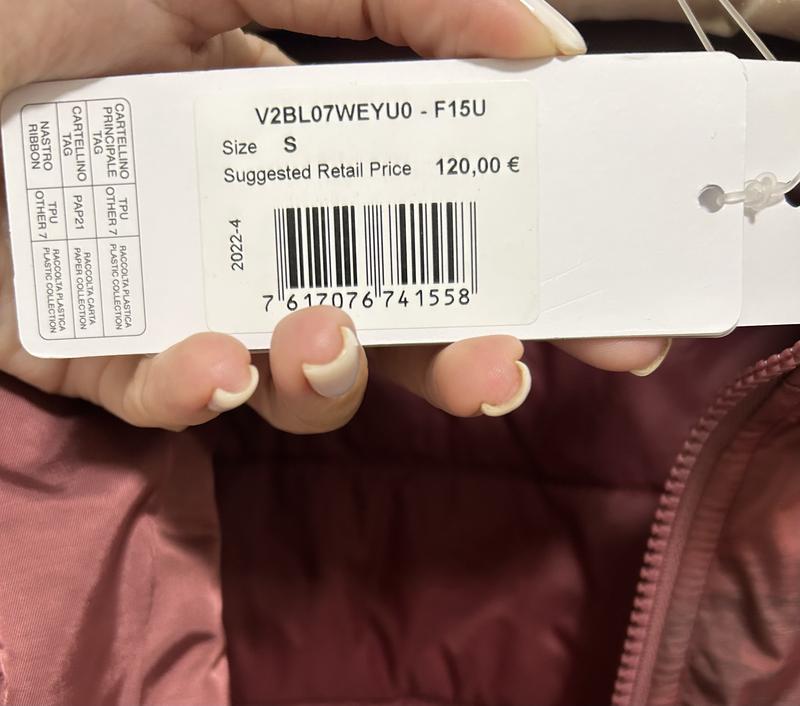 V2BL07WEYU0 - F15U
Size S
Suggested Retail Price 120,00 €
2022-4
7 617076 741558
CARTELLINO PRINCIPALE TAG
TPU OTHER 7
RACCOLTA PLASTICA PLASTIC COLLECTION
CARTELLINO TAG
PAP21
RACCOLTA CARTA PAPER COLLECTION
NASTRO RIBBON
TPU OTHER 7
RACCOLTA PLASTICA PLASTIC COLLECTION